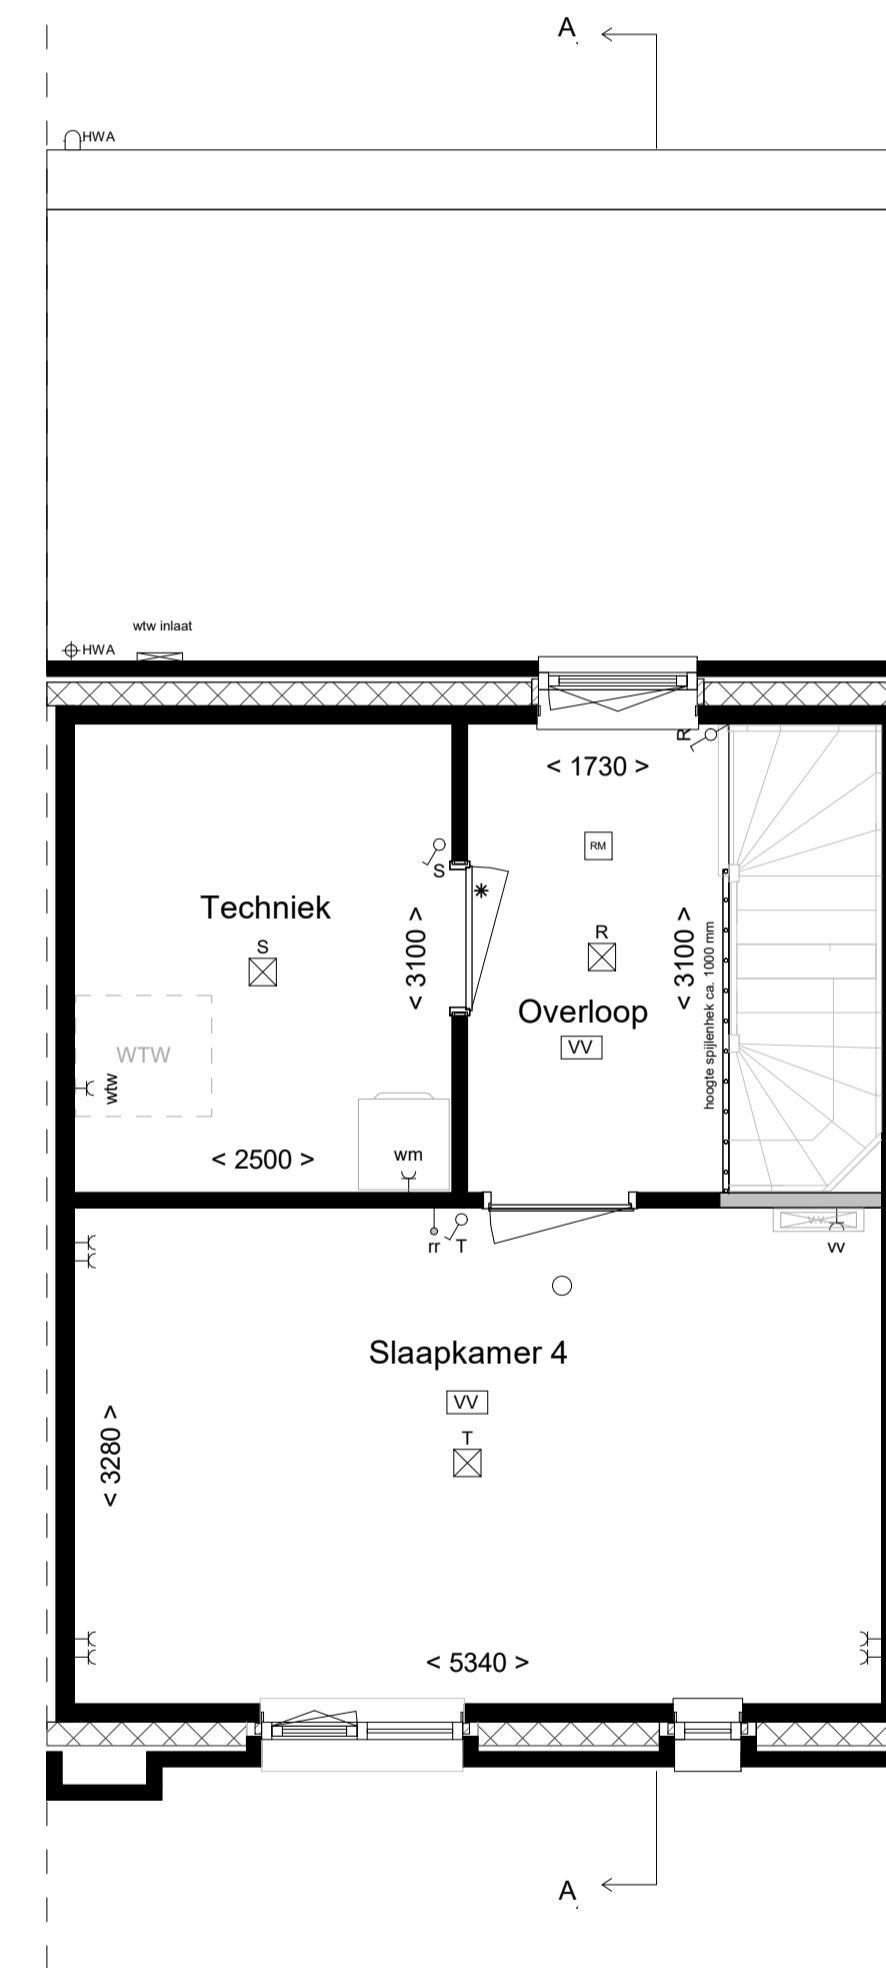 A
HWA
wtw inlaat
HWA
R
< 1730 >
RM
S
Techniek
S
< 3100 >
R
< 3100 >
hoogte spijlenhek ca. 1000 mm
Overloop
VV
WTW
wtw
< 2500 >
wm
rr T
v.v.
vv
Slaapkamer 4
VV
T
< 3280 >
< 5340 >
A